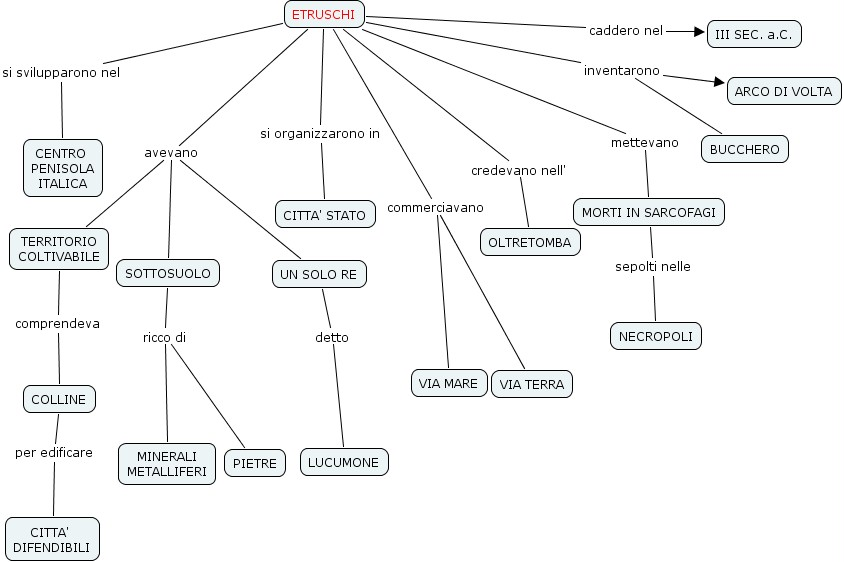 ETRUSCHI
caddero nel
III SEC. a.C.
si svilupparono nel
inventarono
ARCO DI VOLTA
si organizzarono in
mettevano
BUCCHERO
CENTRO
PENISOLA
ITALICA
avevano
credevano nell'
commerciavano
CITTA' STATO
MORTI IN SARCOFAGI
TERRITORIO
COLTIVABILE
OLTRETOMBA
SOTTOSUOLO
UN SOLO RE
sepolti nelle
comprendeva
ricco di
detto
NECROPOLI
COLLINE
VIA MARE
VIA TERRA
per edificare
MINERALI
METALLIFERI
PIETRE
LUCUMONE
CITTA'
DIFENDIBILI